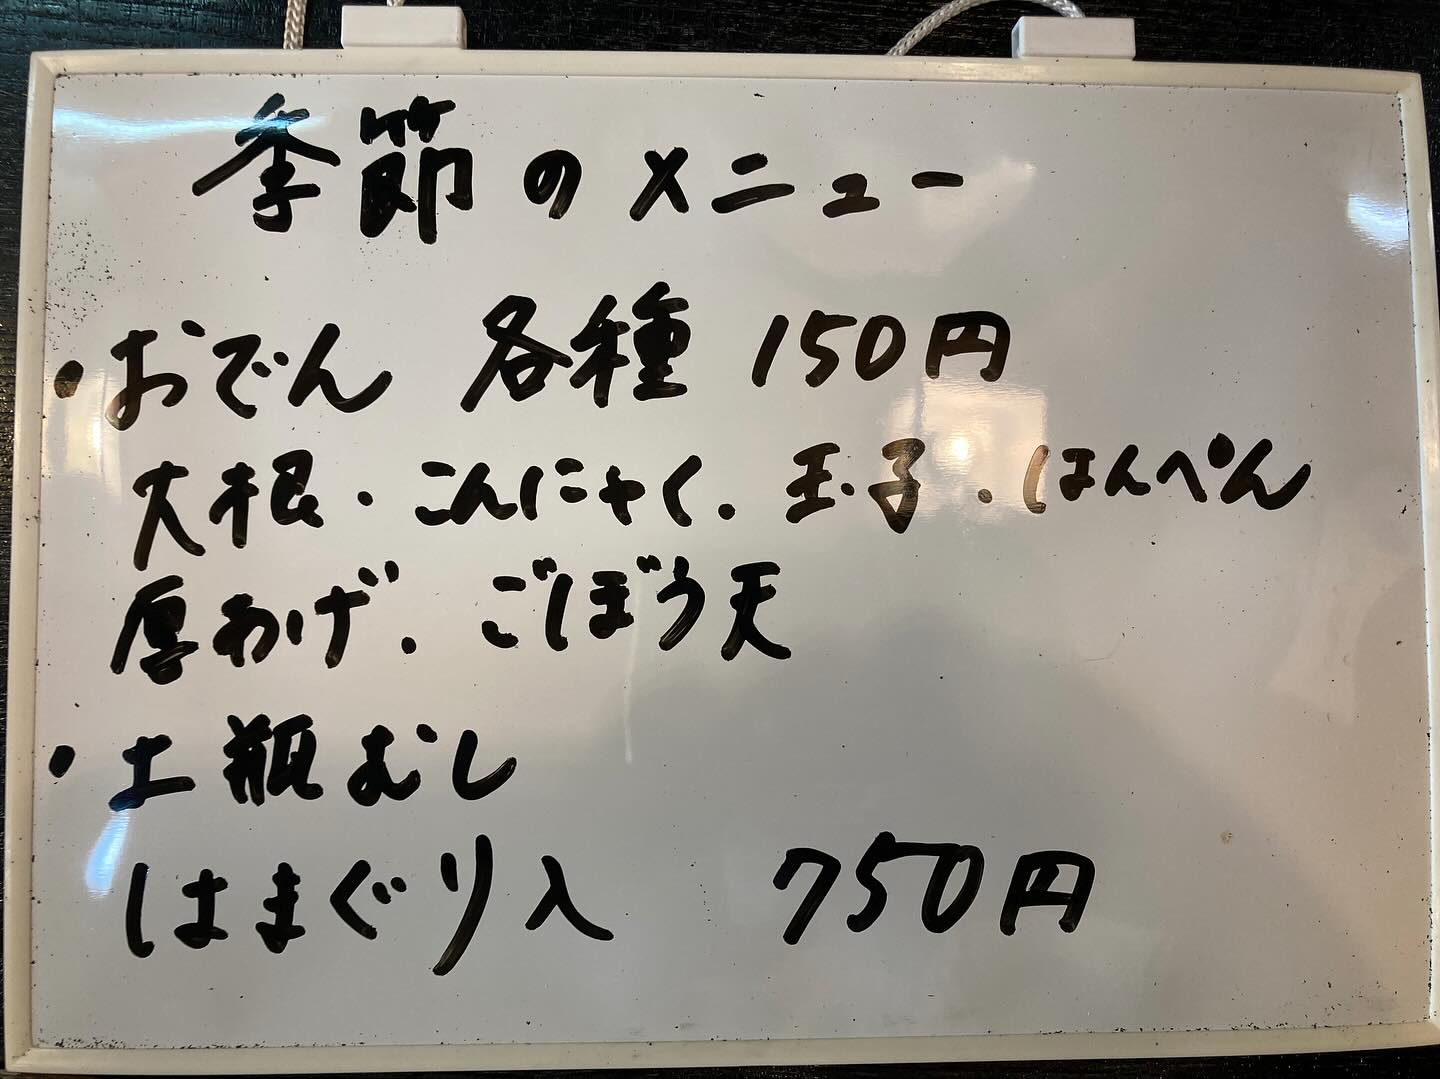 季節のメニュー
・おでん 各種 150円
大根・こんにゃく・玉子・はんぺん
厚あげ・ごぼう天
・土瓶むし
はまぐり入 750円